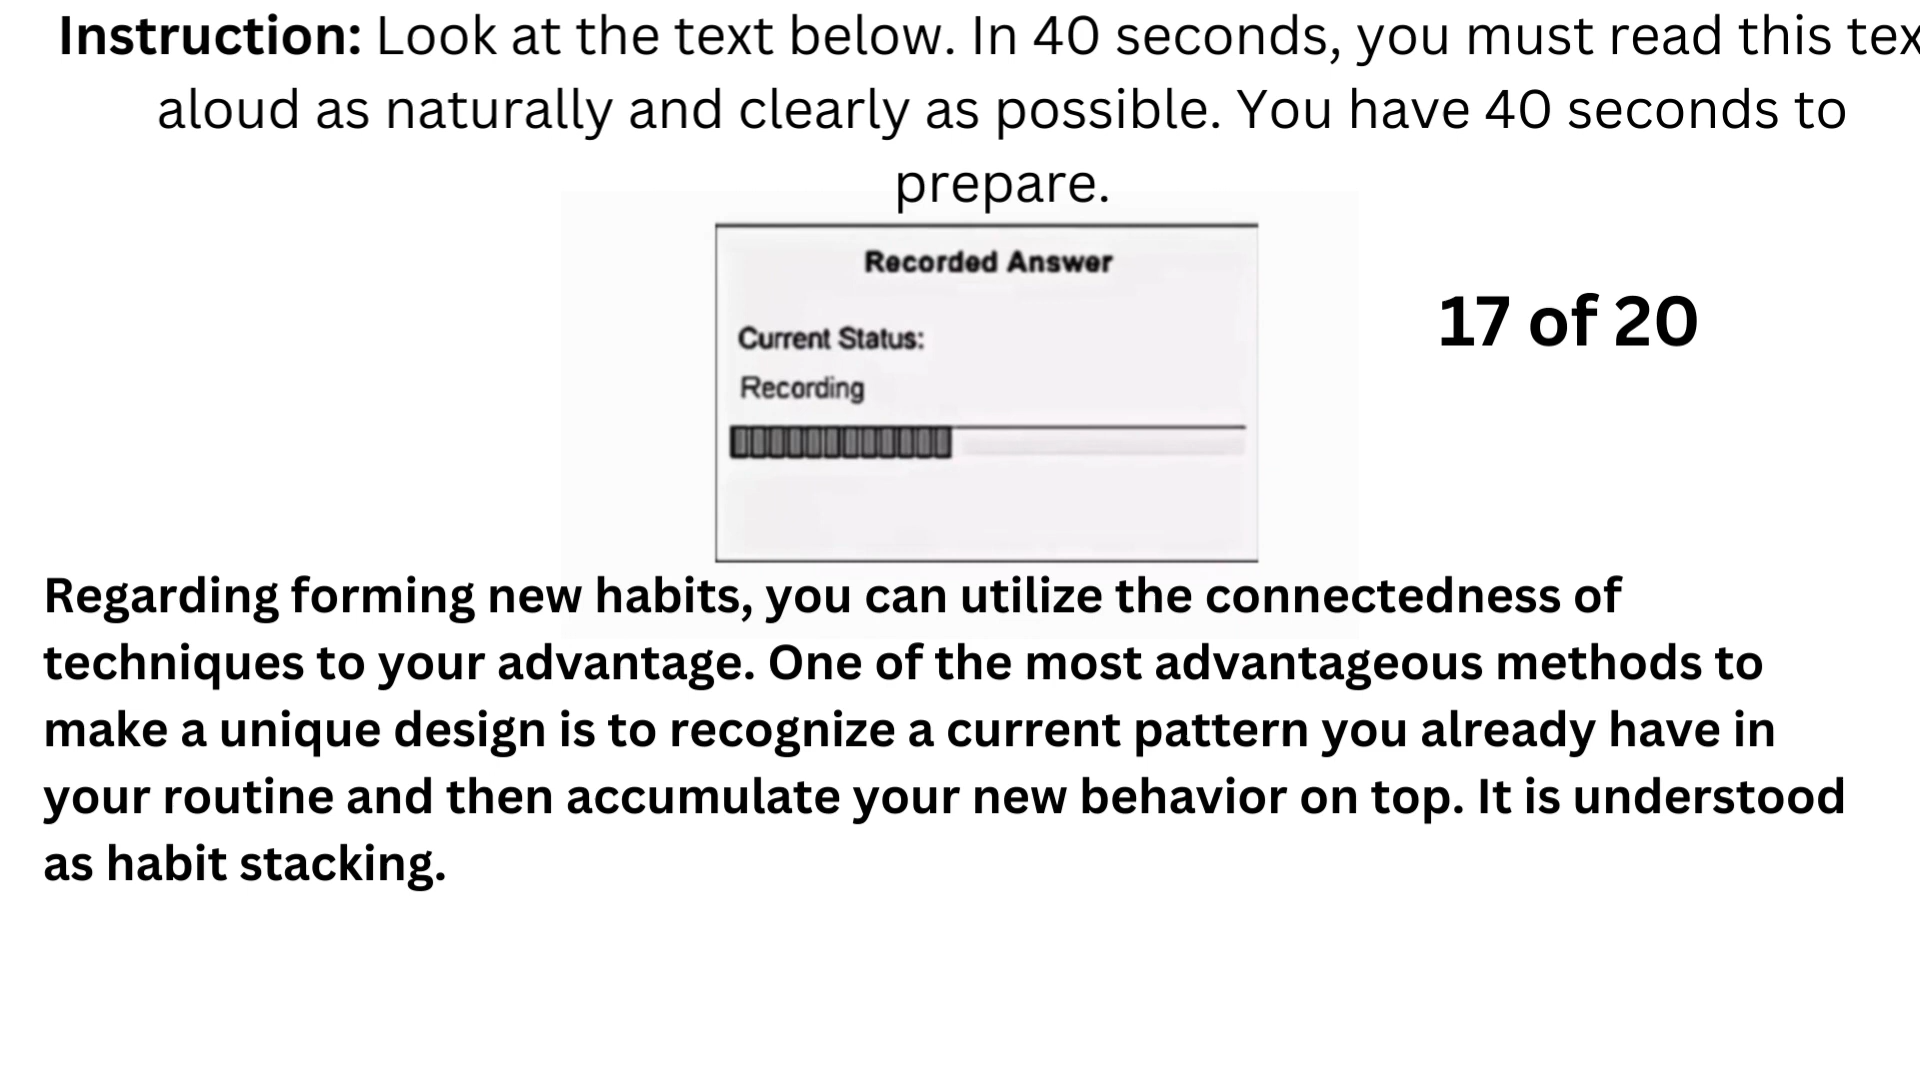 Instruction: Look at the text below. In 40 seconds, you must read this tex
aloud as naturally and clearly as possible. You have 40 seconds to
prepare.
Recorded Answer
Current Status:
Recording
17 of 20
Regarding forming new habits, you can utilize the connectedness of
techniques to your advantage. One of the most advantageous methods to
make a unique design is to recognize a current pattern you already have in
your routine and then accumulate your new behavior on top. It is understood
as habit stacking.